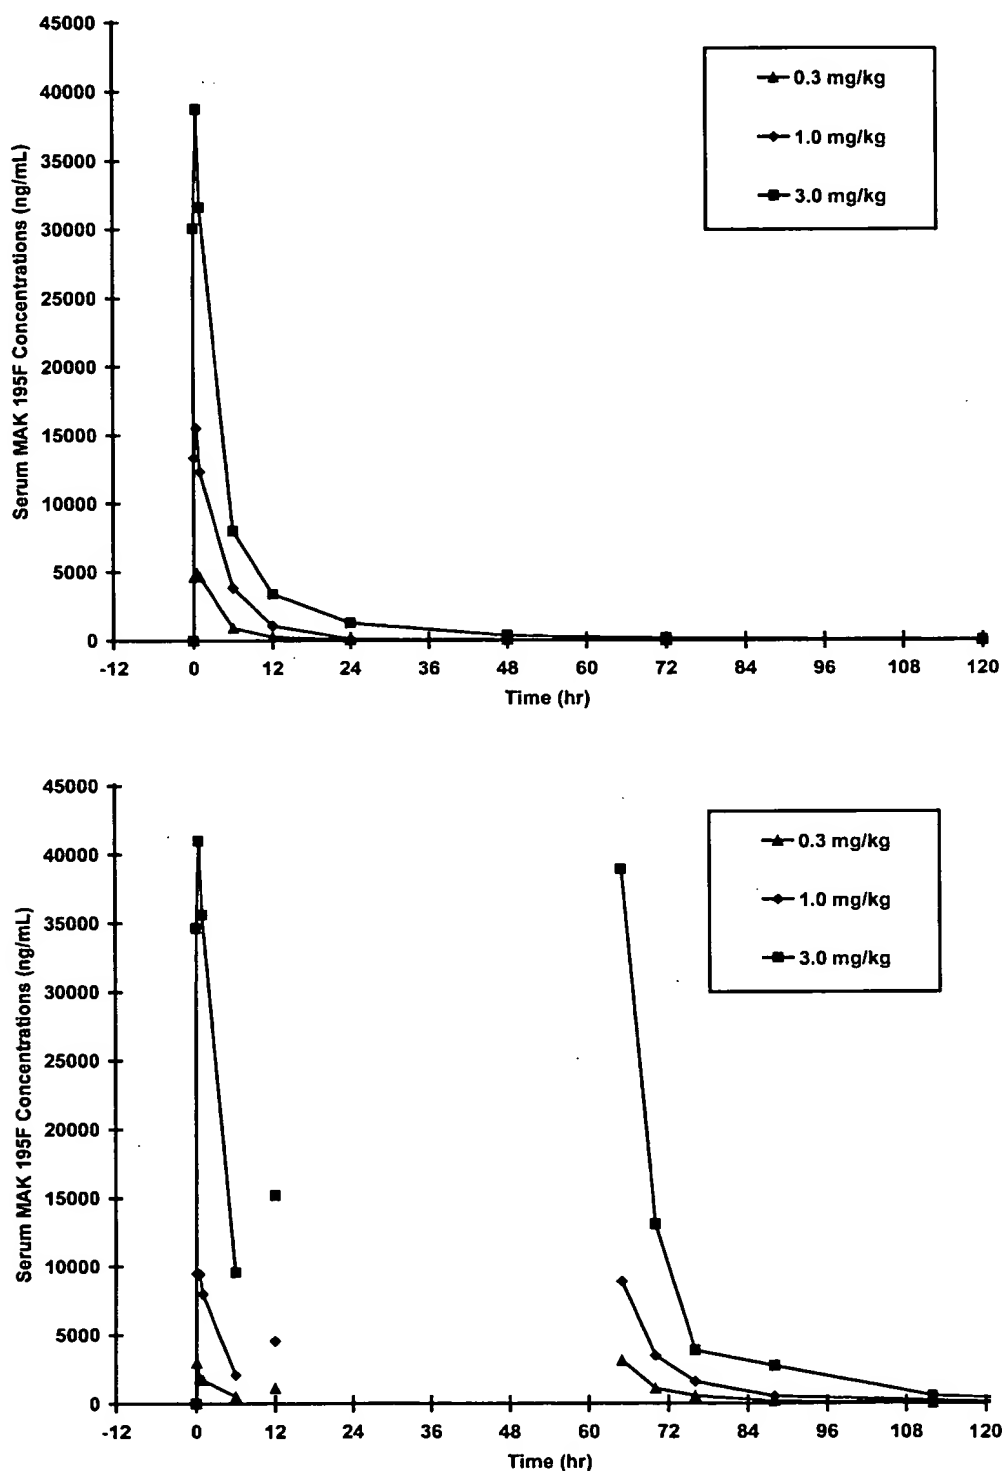 45000
40000
35000
30000
25000
20000
15000
10000
5000
0
Serum MAK 195F Concentrations (ng/mL)
0.3 mg/kg
1.0 mg/kg
3.0 mg/kg
-12 0 12 24 36 48 60 72 84 96 108 120
Time (hr)
45000
40000
35000
30000
25000
20000
15000
10000
5000
0
Serum MAK 195F Concentrations (ng/mL)
0.3 mg/kg
1.0 mg/kg
3.0 mg/kg
-12 0 12 24 36 48 60 72 84 96 108 120
Time (hr)